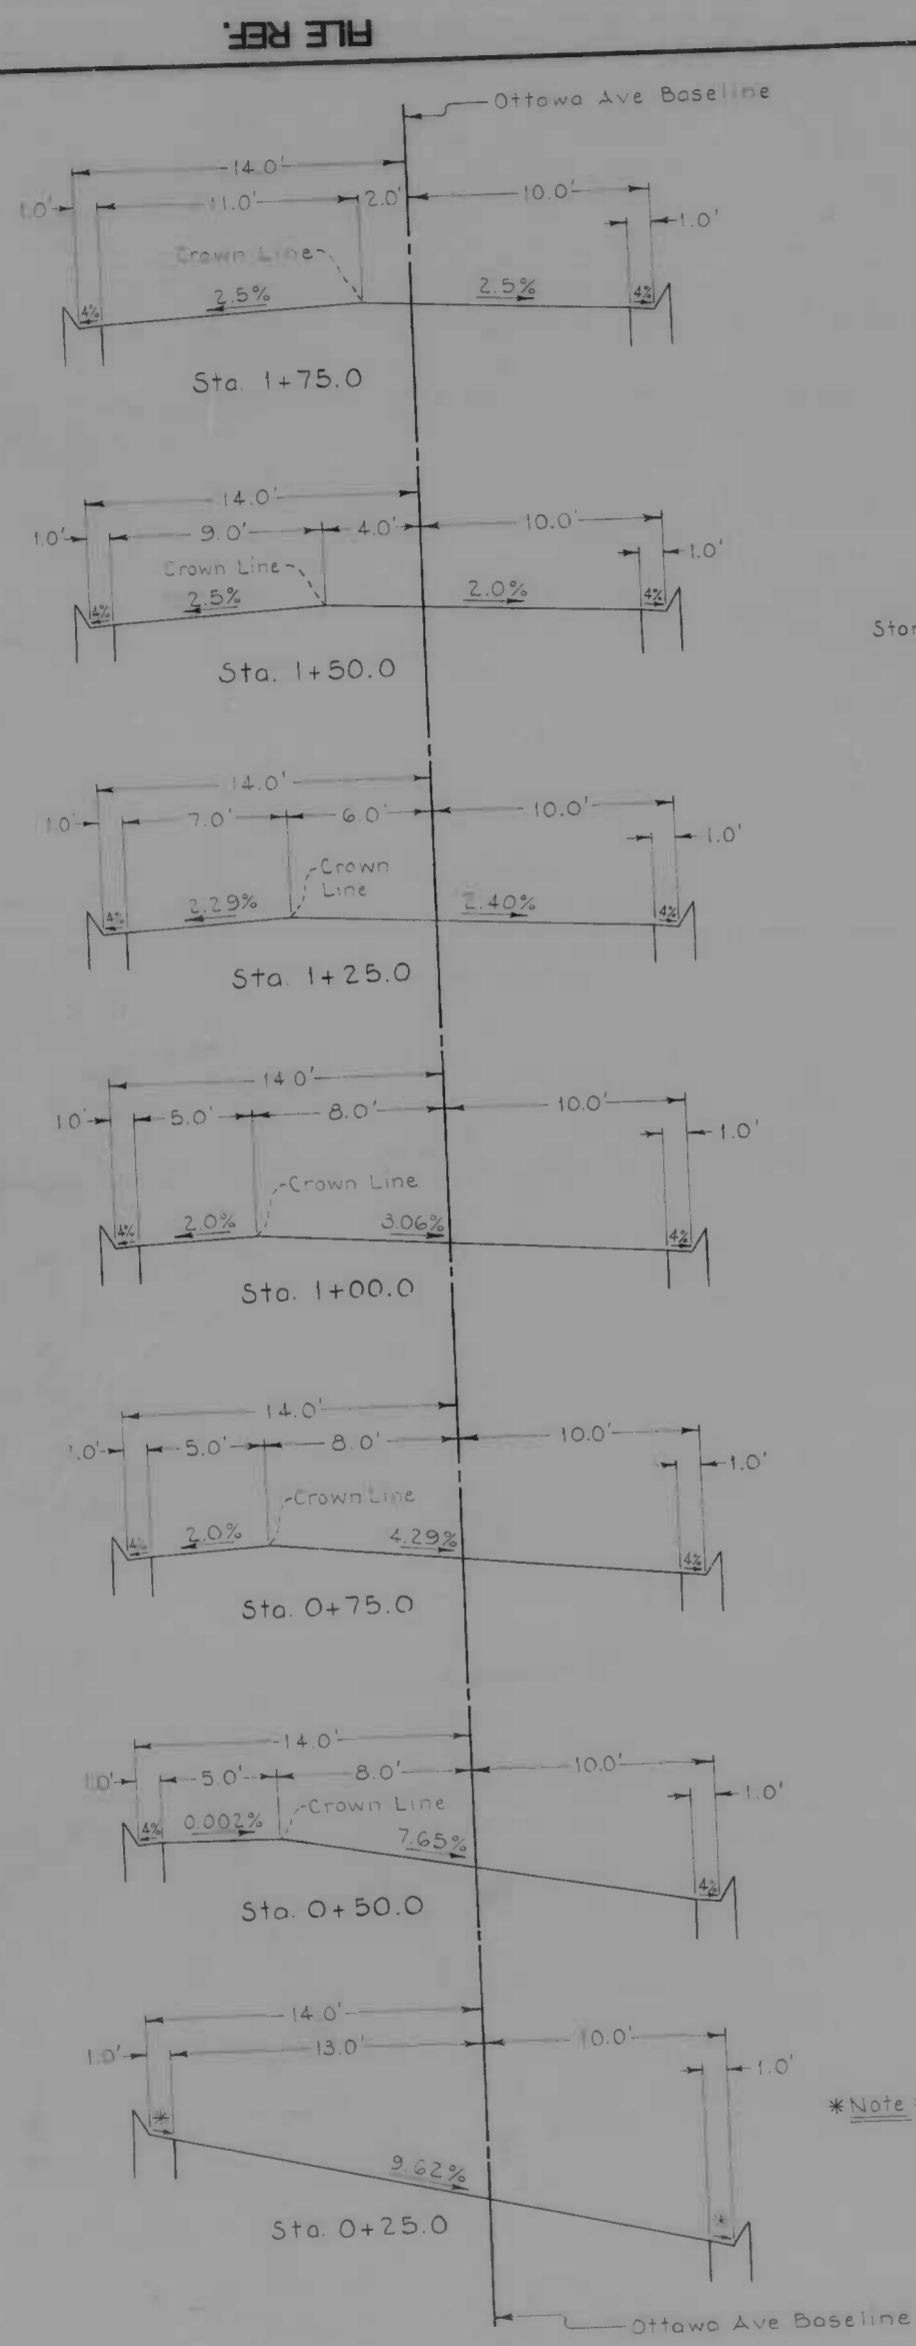 FILE REF.
Ottawa Ave Baseline
14.0'
1.0' 11.0' 2.0' 10.0'
1.0'
Crown Line
4% 2.5% 2.5% 4%
Sta. 1+75.0
14.0'
1.0' 9.0' 4.0' 10.0'
1.0'
Crown Line
4% 2.5% 2.0% 4%
Sta. 1+50.0
14.0'
1.0' 7.0' 6.0' 10.0'
1.0'
Crown
Line
4% 2.29% 2.40% 4%
Sta. 1+25.0
14.0'
1.0' 5.0' 8.0' 10.0'
1.0'
Crown Line
4% 2.0% 3.06% 4%
Sta. 1+00.0
14.0'
1.0' 5.0' 8.0' 10.0'
1.0'
Crown Line
4% 2.0% 4.29% 4%
Sta. 0+75.0
14.0'
1.0' 5.0' 8.0' 10.0'
1.0'
Crown Line
4% 0.002% 7.65% 4%
Sta. 0+50.0
14.0'
1.0' 13.0' 10.0'
1.0'
*
* Note
9.62%
*
Sta. 0+25.0
Ottawa Ave Baseline